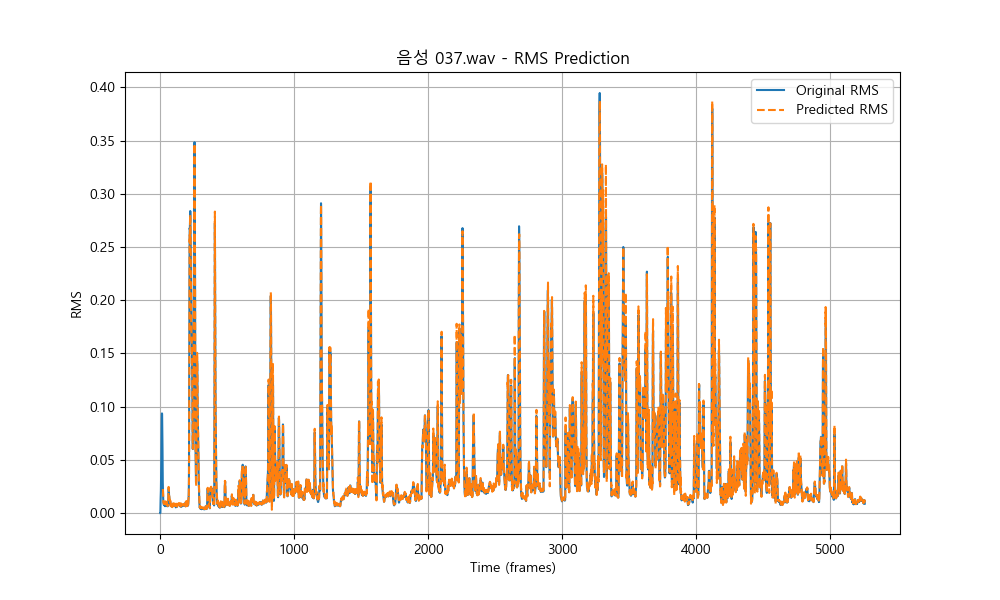 음성 037.wav - RMS Prediction
Original RMS
Predicted RMS
0.40
0.35
0.30
0.25
0.20
0.15
0.10
0.05
0.00
RMS
0 1000 2000 3000 4000 5000
Time (frames)